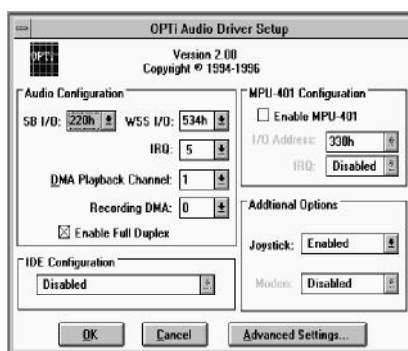 OPTi Audio Driver Setup
OPTi
Version 2.00
Copyright © 1994-1996
Audio Configuration
SB I/O: 220h WSS I/O: 534h
IRQ: 5
DMA Playback Channel: 1
Recording DMA: 0
Enable Full Duplex
MPU-401 Configuration
Enable MPU-401
I/O Address: 330h
IRQ: Disabled
Addtional Options
Joystick: Enabled
Modem: Disabled
IDE Configuration
Disabled
OK Cancel Advanced Settings...